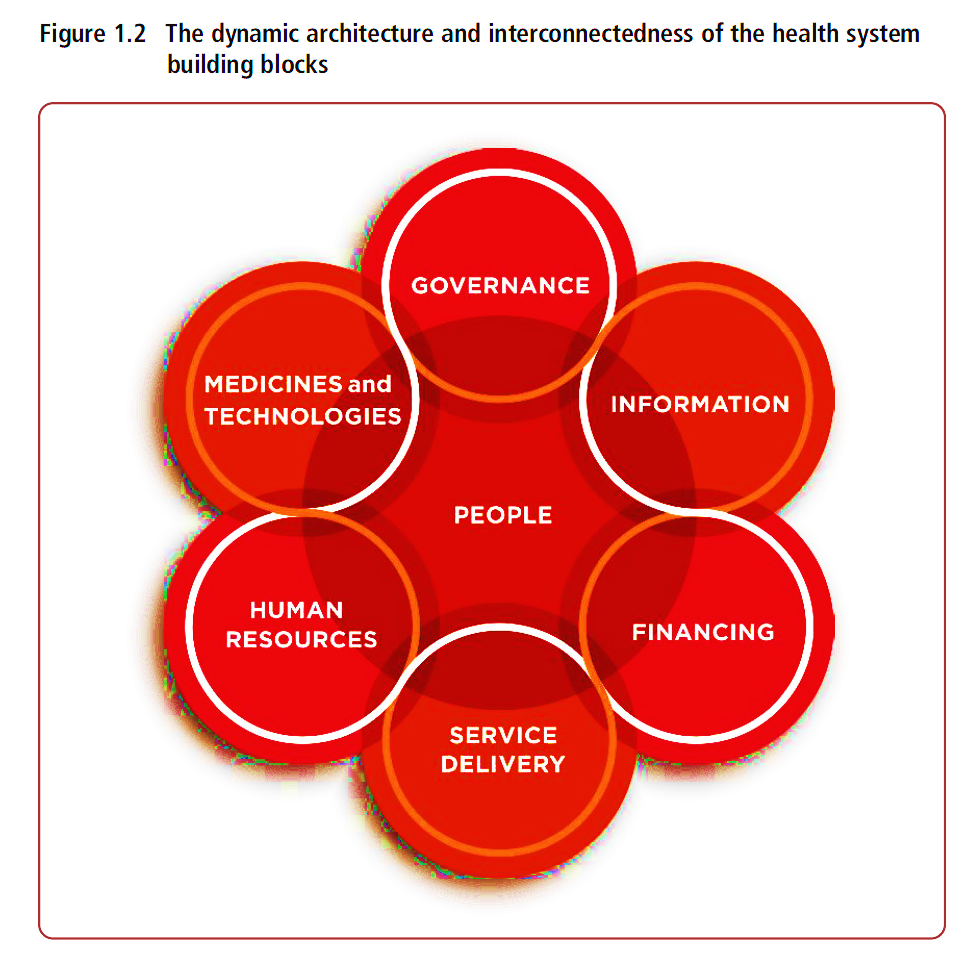 Figure 1.2 The dynamic architecture and interconnectedness of the health system
building blocks
GOVERNANCE
MEDICINES and
TECHNOLOGIES
INFORMATION
PEOPLE
HUMAN
RESOURCES
FINANCING
SERVICE
DELIVERY